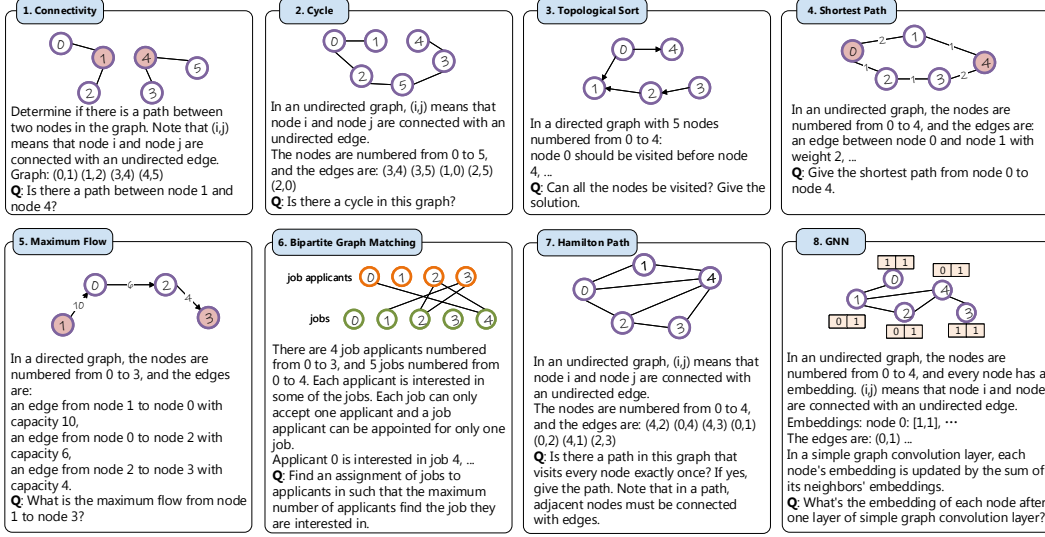 1. Connectivity
0
1
4
5
2
3
Determine if there is a path between
two nodes in the graph. Note that (i,j)
means that node i and node j are
connected with an undirected edge.
Graph: (0,1) (1,2) (3,4) (4,5)
Q: Is there a path between node 1 and
node 4?
2. Cycle
0
1
4
3
2
5
In an undirected graph, (i,j) means that
node i and node j are connected with an
undirected edge.
The nodes are numbered from 0 to 5,
and the edges are: (3,4) (3,5) (1,0) (2,5)
(2,0)
Q: Is there a cycle in this graph?
3. Topological Sort
0
4
1
2
3
In a directed graph with 5 nodes
numbered from 0 to 4:
node 0 should be visited before node
4, ...
Q: Can all the nodes be visited? Give the
solution.
4. Shortest Path
0
2
1
1
4
1
2
1
3
2
In an undirected graph, the nodes are
numbered from 0 to 4, and the edges are:
an edge between node 0 and node 1 with
weight 2, ...
Q: Give the shortest path from node 0 to
node 4.
5. Maximum Flow
0
6
2
10
4
1
3
In a directed graph, the nodes are
numbered from 0 to 3, and the edges
are:
an edge from node 1 to node 0 with
capacity 10,
an edge from node 0 to node 2 with
capacity 6,
an edge from node 2 to node 3 with
capacity 4.
Q: What is the maximum flow from node
1 to node 3?
6. Bipartite Graph Matching
job applicants 0 1 2 3
jobs 0 1 2 3 4
There are 4 job applicants numbered
from 0 to 3, and 5 jobs numbered from
0 to 4. Each applicant is interested in
some of the jobs. Each job can only
accept one applicant and a job
applicant can be appointed for only one
job.
Applicant 0 is interested in job 4, ...
Q: Find an assignment of jobs to
applicants in such that the maximum
number of applicants find the job they
are interested in.
7. Hamilton Path
1
4
0
2
3
In an undirected graph, (i,j) means that
node i and node j are connected with
an undirected edge.
The nodes are numbered from 0 to 4,
and the edges are: (4,2) (0,4) (4,3) (0,1)
(0,2) (4,1) (2,3)
Q: Is there a path in this graph that
visits every node exactly once? If yes,
give the path. Note that in a path,
adjacent nodes must be connected
with edges.
8. GNN
1 1
0 1
0
4
1
2
3
0 1
0 1
1 1
In an undirected graph, the nodes are
numbered from 0 to 4, and every node has a
embedding. (i,j) means that node i and node
are connected with an undirected edge.
Embeddings: node 0: [1,1], ⋯
The edges are: (0,1) ...
In a simple graph convolution layer, each
node's embedding is updated by the sum of
its neighbors' embeddings.
Q: What's the embedding of each node after
one layer of simple graph convolution layer?